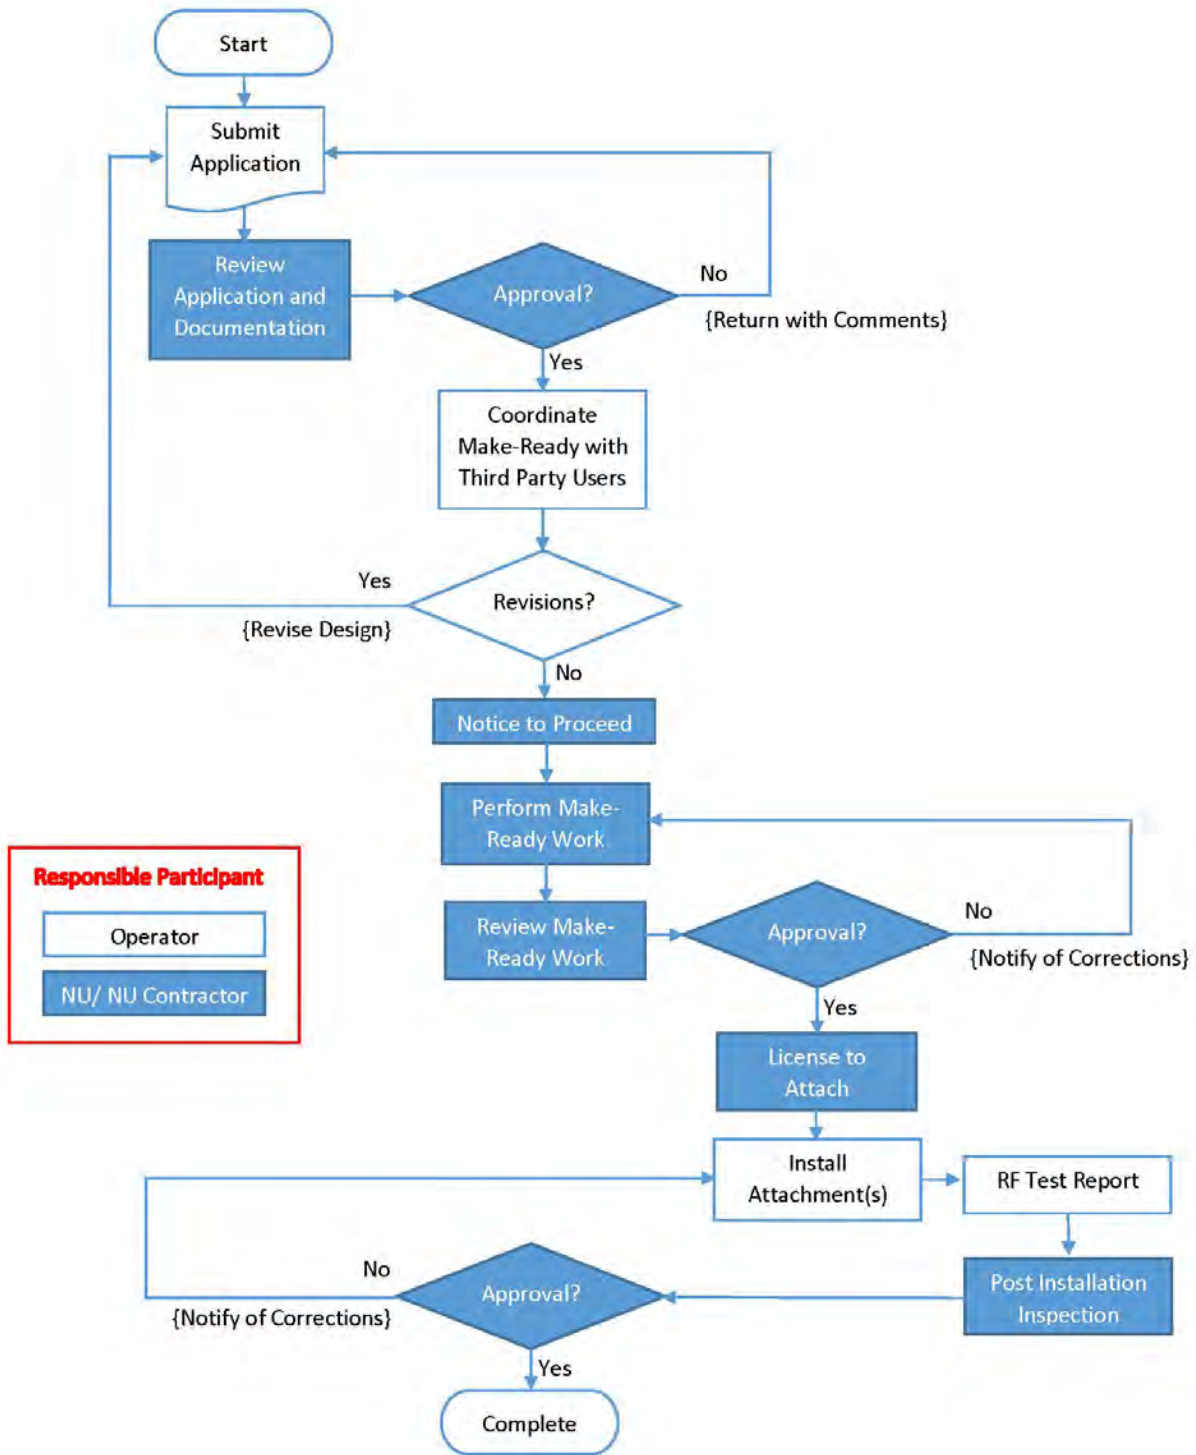 Start
Submit
Application
Review
Application and
Documentation
Approval?
No
{Return with Comments}
Yes
Coordinate
Make-Ready with
Third Party Users
Yes
Revisions?
{Revise Design}
No
Notice to Proceed
Perform Make-
Ready Work
Responsible Participant
Operator
NU/ NU Contractor
Review Make-
Ready Work
Approval?
No
{Notify of Corrections}
Yes
License to
Attach
Install
Attachment(s)
RF Test Report
Post Installation
Inspection
Approval?
No
{Notify of Corrections}
Yes
Complete